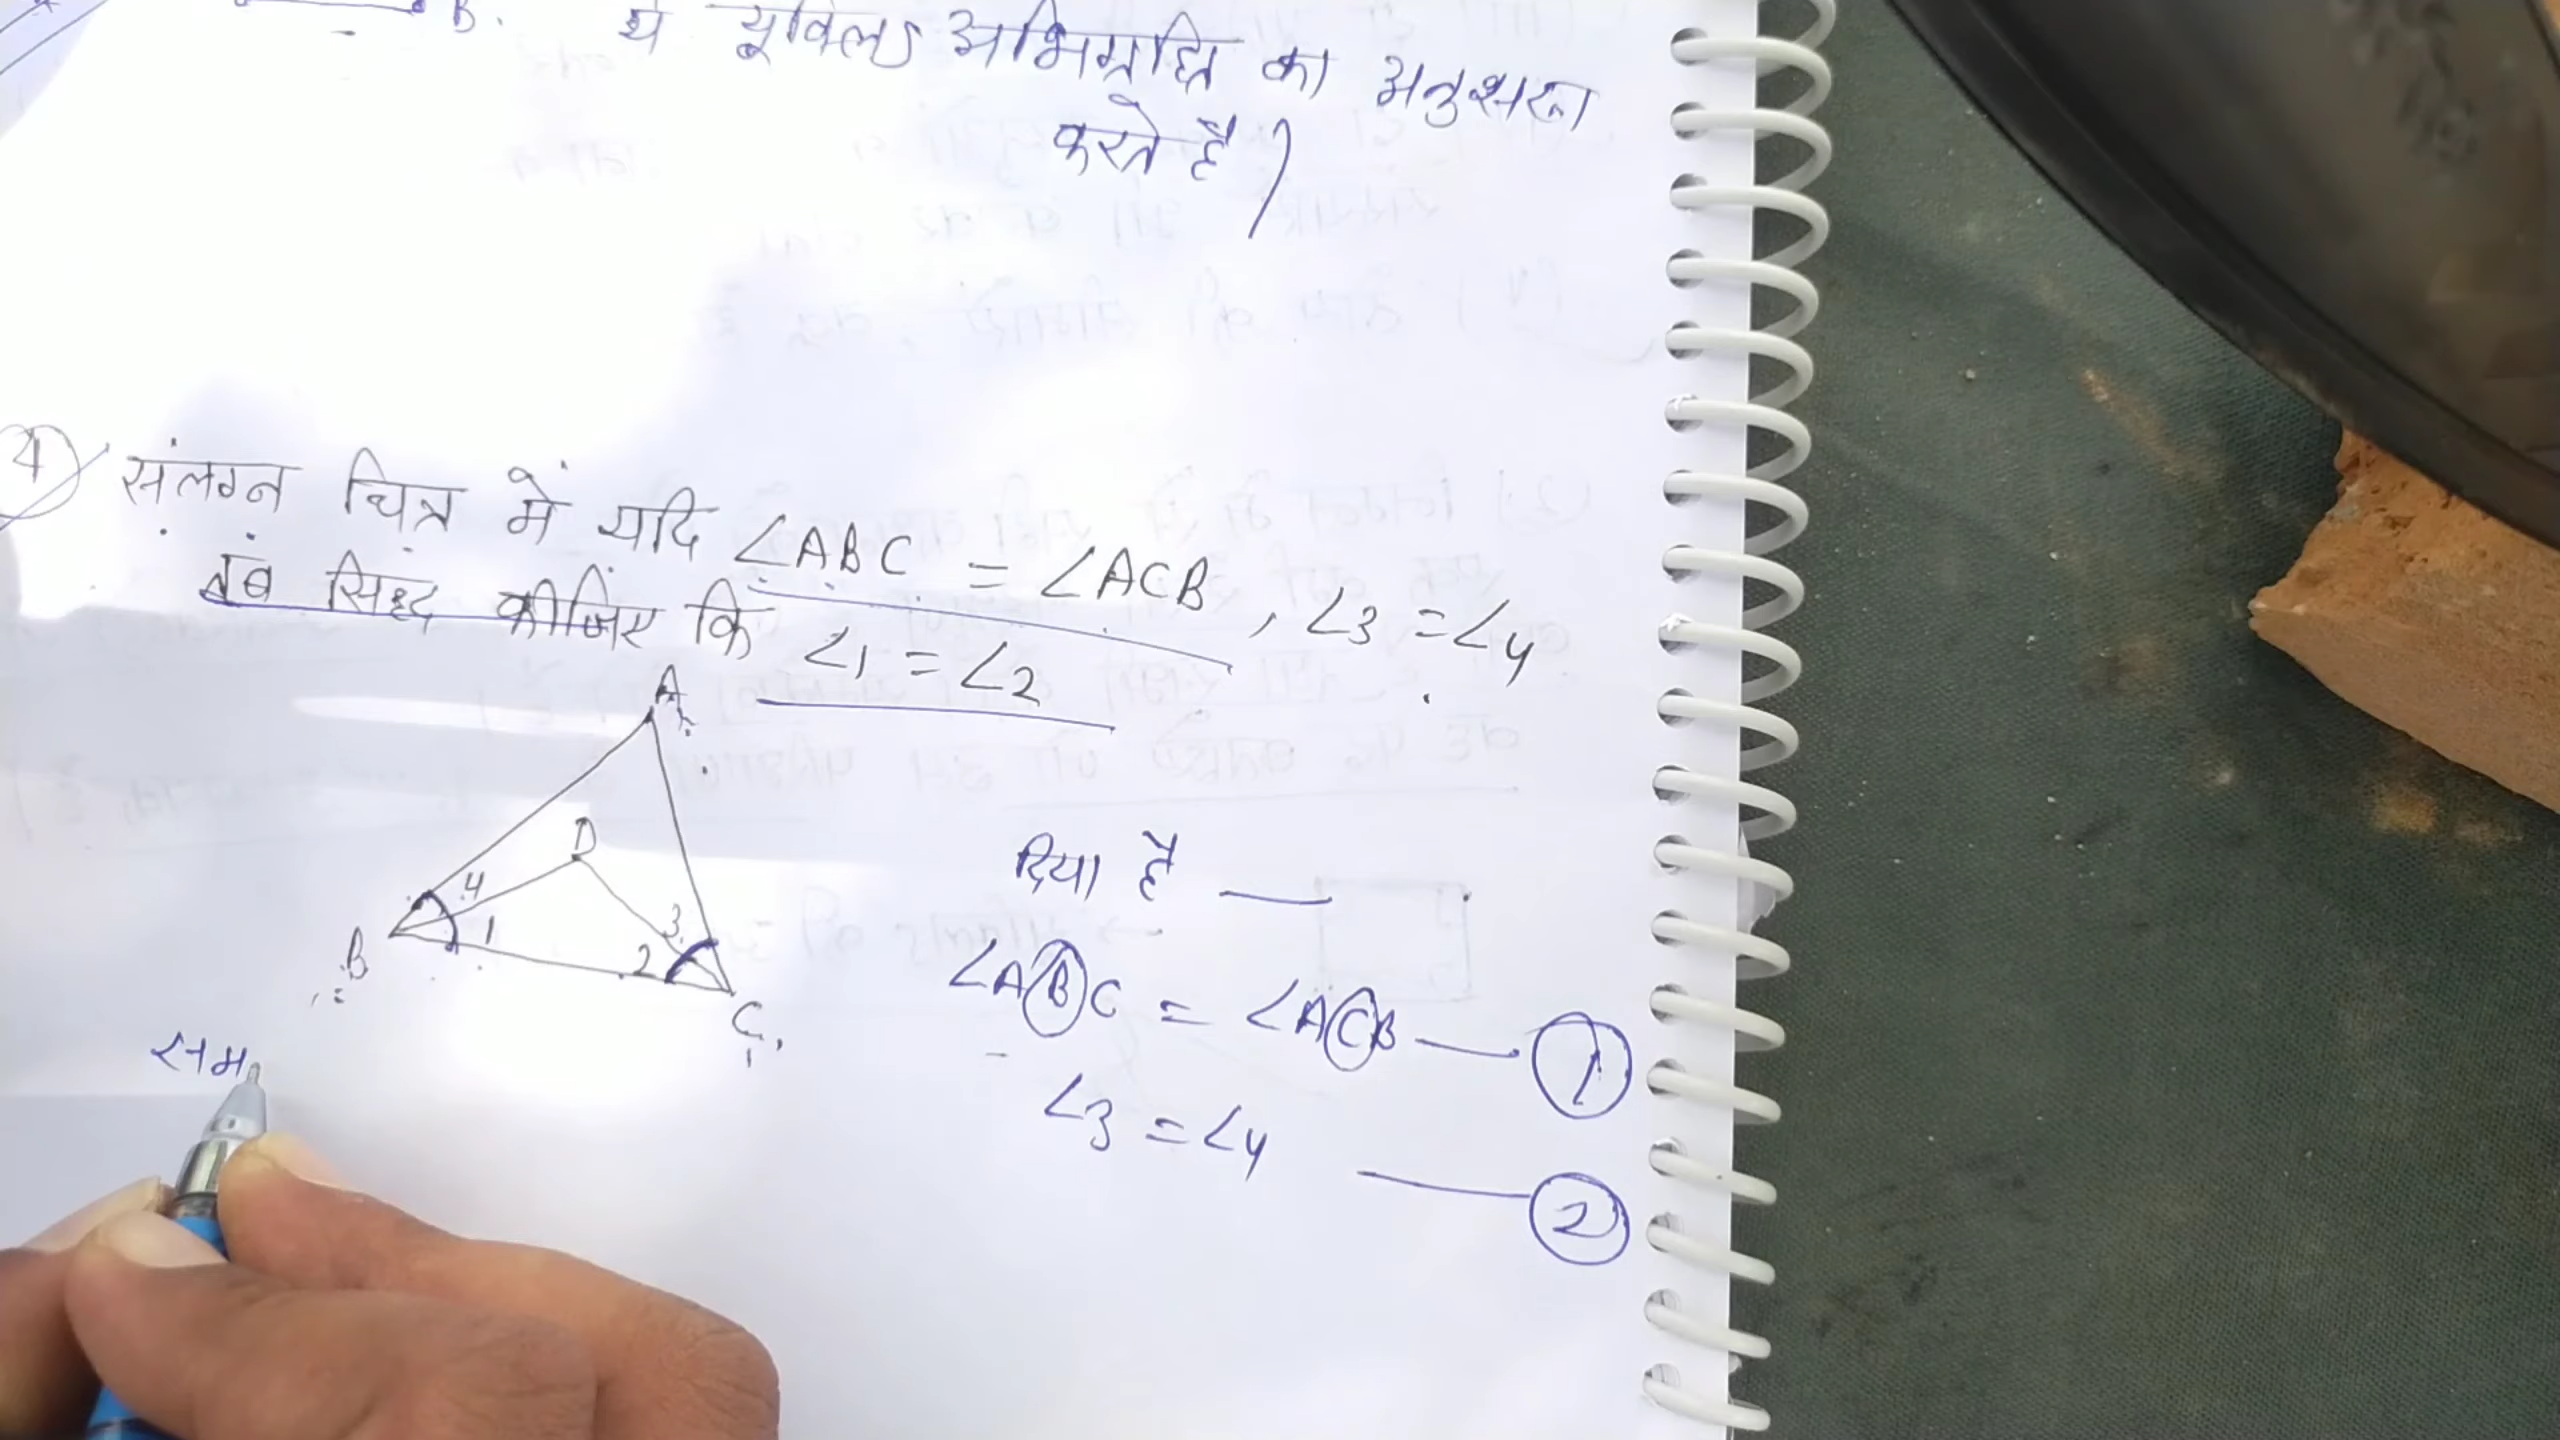 B. ये यूक्लिड अभिगृहित का अनुशरण
करते है।
4) संलग्न चित्र में यदि ∠ABC = ∠ACB, ∠3 = ∠4
तब सिद्ध कीजिए कि ∠1 = ∠2
A
D
4
3
B
1
2
C
दिया है —
∠ABC = ∠ACB — 1
∠3 = ∠4 — 2
सम